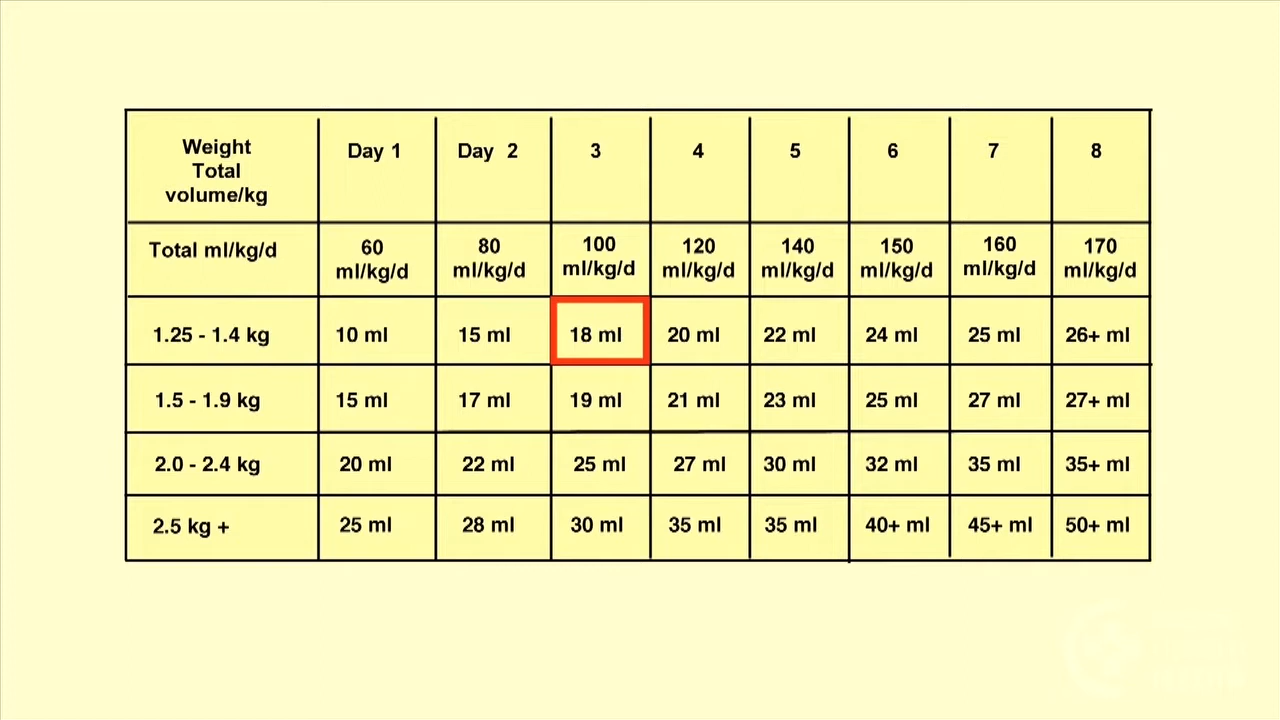 Weight Total volume/kg Day 1 Day 2 3 4 5 6 7 8
Total ml/kg/d 60 ml/kg/d 80 ml/kg/d 100 ml/kg/d 120 ml/kg/d 140 ml/kg/d 150 ml/kg/d 160 ml/kg/d 170 ml/kg/d
1.25 - 1.4 kg 10 ml 15 ml 18 ml 20 ml 22 ml 24 ml 25 ml 26+ ml
1.5 - 1.9 kg 15 ml 17 ml 19 ml 21 ml 23 ml 25 ml 27 ml 27+ ml
2.0 - 2.4 kg 20 ml 22 ml 25 ml 27 ml 30 ml 32 ml 35 ml 35+ ml
2.5 kg + 25 ml 28 ml 30 ml 35 ml 35 ml 40+ ml 45+ ml 50+ ml